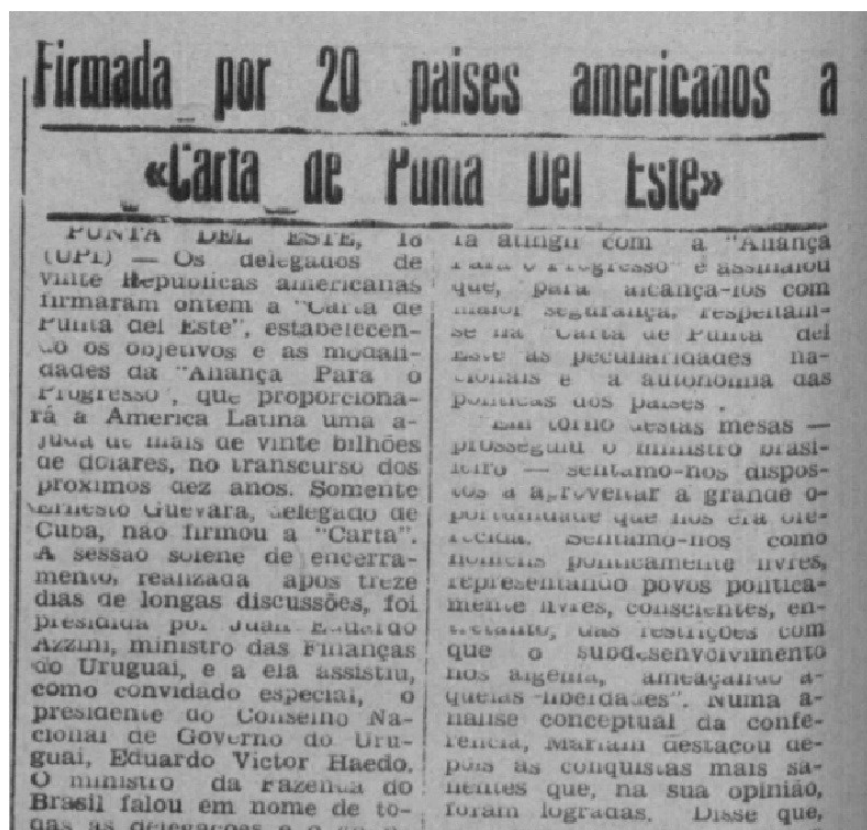 Firmada por 20 paises americanos a
«Carta de Punta Del Este»
PUNTA DEL ESTE, 18
(UPI) — Os delegados de
vinte Repúblicas americanas
firmaram ontem a "Carta de
Punta del Este", estabelecen-
do os objetivos e as modali-
dades da "Aliança Para o
Progresso", que proporciona-
rá à America Latina uma a-
juda de mais de vinte bilhões
de dolares, no transcurso dos
proximos dez anos. Somente
Ernesto Guevara, delegado de
Cuba, não firmou a "Carta".
A sessão solene de encerra-
mento, realizada apos treze
dias de longas discussões, foi
presidida por Juan Eduardo
Azzini, ministro das Finanças
do Uruguai, e a ela assistiu,
como convidado especial, o
presidente do Conselho Na-
cional de Governo do Uru-
guai, Eduardo Victor Haedo.
O ministro da Fazenda do
Brasil falou em nome de to-
das as delegações e
ra atingir com a "Aliança
Para o Progresso" e assinalou
que, "para alcança-los com
maior segurança, respeitam-
se na "Carta de Punta del
Este as peculiaridades na-
cionais e a autonomia das
politicas dos paises".
"Em torno destas mesas —
prosseguiu o ministro brasi-
leiro — sentamo-nos dispos-
tos a aproveitar a grande o-
portunidade que nos era ofe-
recida. Sentamo-nos como
homens politicamente livres,
representando povos politica-
mente livres, conscientes, en-
tretanto, das restrições com
que o subdesenvolvimento
nos algema, ameaçando a-
quelas liberdades". Numa a-
nalise conceptual da confe-
rencia, Mariani destacou de-
pois as conquistas mais sa-
lientes que, na sua opinião,
foram logradas. Disse que,